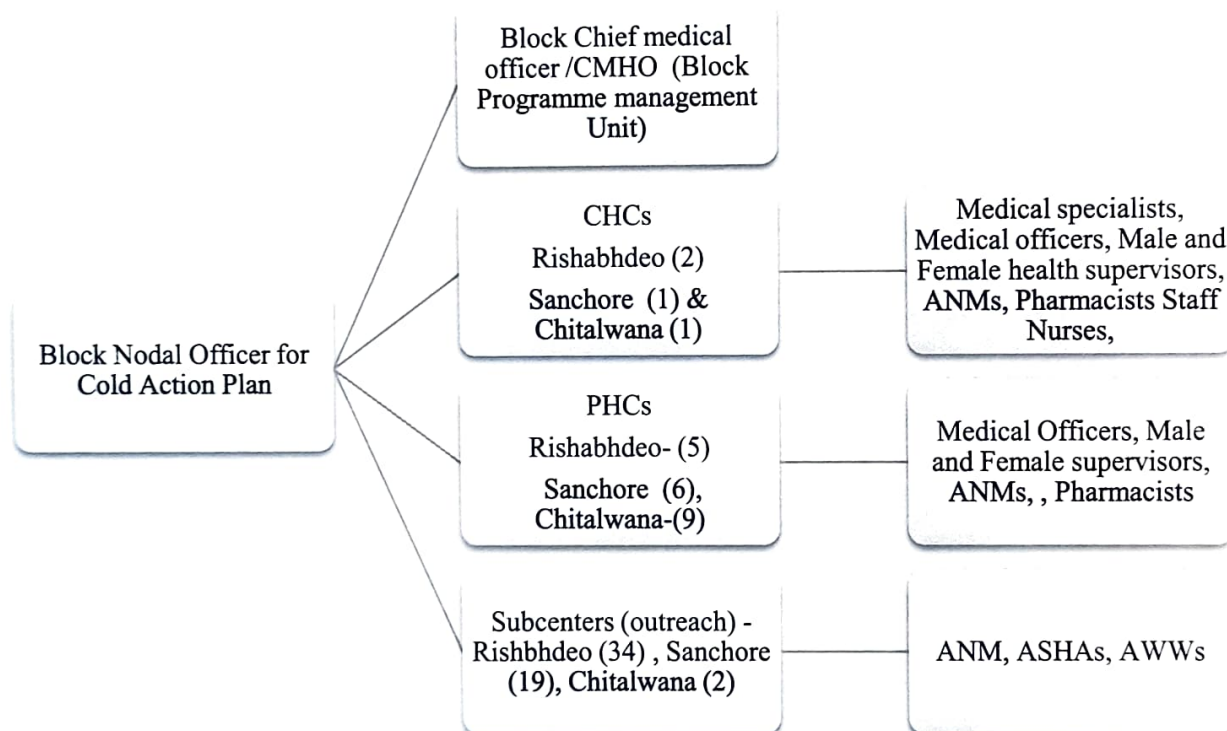 Block Chief medical
officer /CMHO (Block
Programme management
Unit)
CHCs
Rishabhdeo (2)
Sanchore (1) &
Chitalwana (1)
Medical specialists,
Medical officers, Male and
Female health supervisors,
ANMs, Pharmacists Staff
Nurses,
Block Nodal Officer for
Cold Action Plan
PHCs
Rishabhdeo- (5)
Sanchore (6),
Chitalwana-(9)
Medical Officers, Male
and Female supervisors,
ANMs, , Pharmacists
Subcenters (outreach) -
Rishbhdeo (34) , Sanchore
(19), Chitalwana (2)
ANM, ASHAs, AWWs